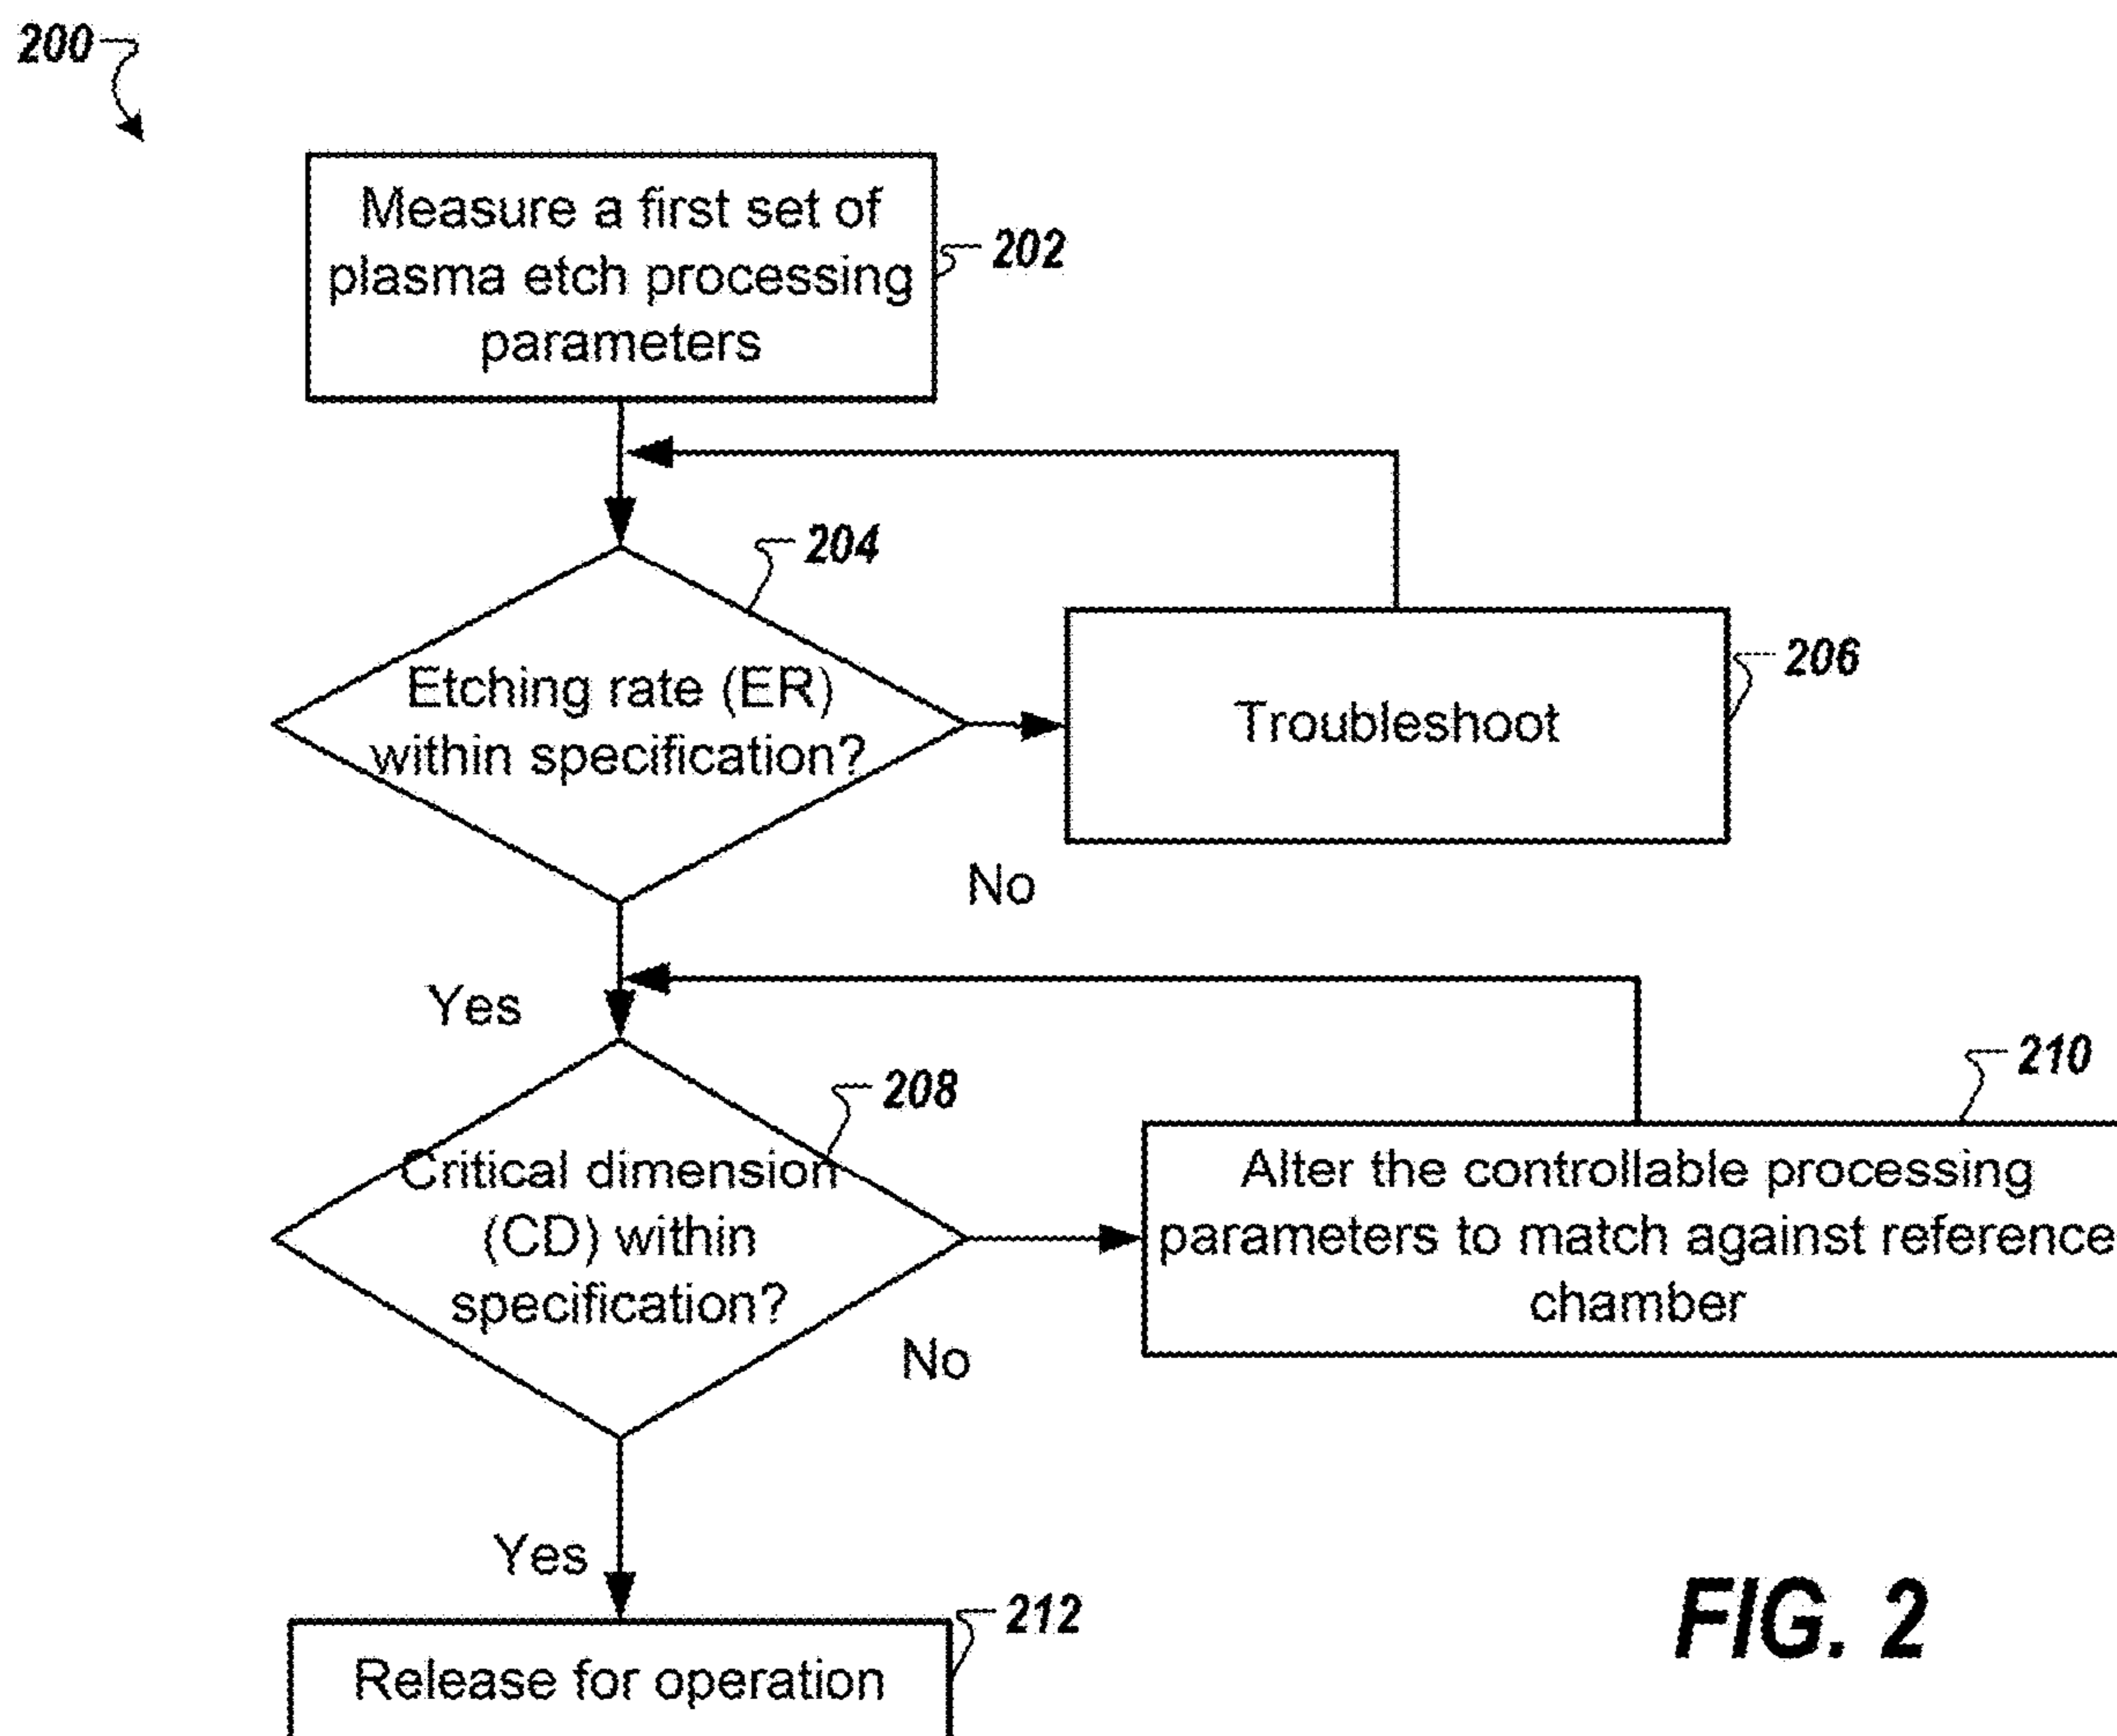 200
Measure a first set of
plasma etch processing
parameters
202
204
Etching rate (ER)
within specification?
206
Troubleshoot
No
Yes
208
210
Critical dimension
(CD) within
specification?
Alter the controllable processing
parameters to match against reference
chamber
No
Yes
212
Release for operation
FIG. 2